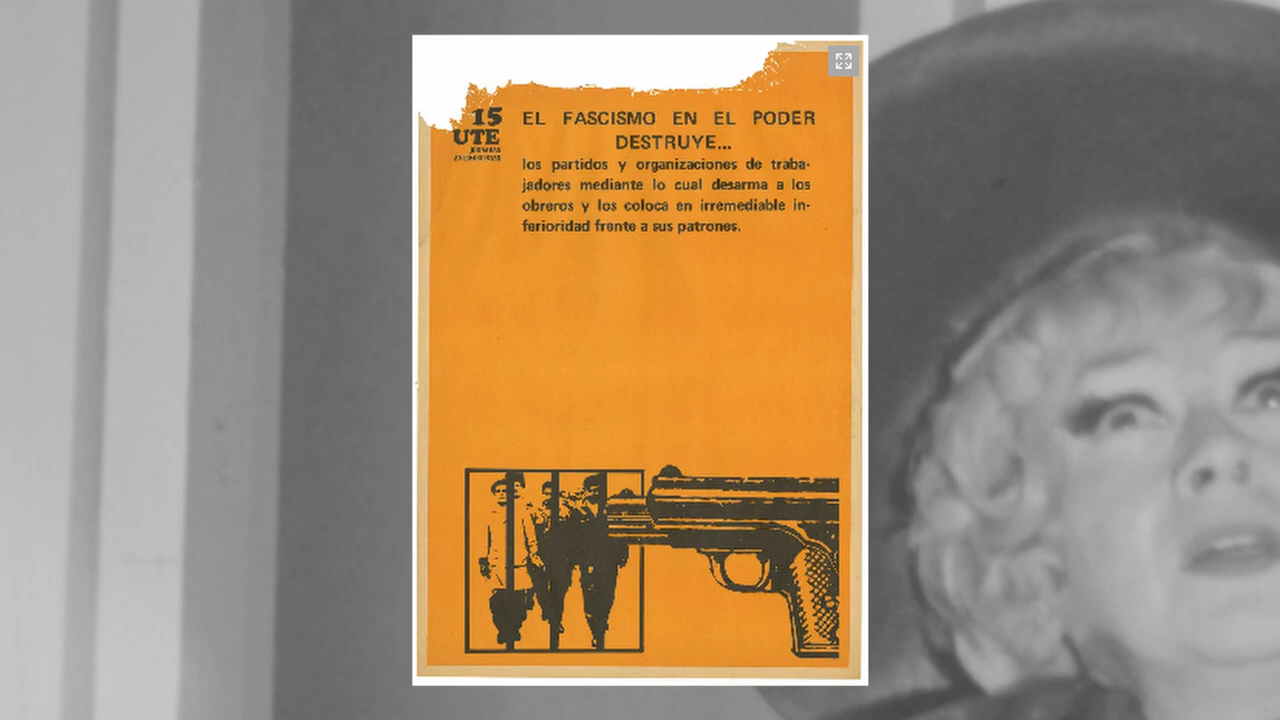 15
UTE
EL FASCISMO EN EL PODER
DESTRUYE...
los partidos y organizaciones de traba-
jadores mediante lo cual desarma a los
obreros y los coloca en irremediable in-
ferioridad frente a sus patrones.